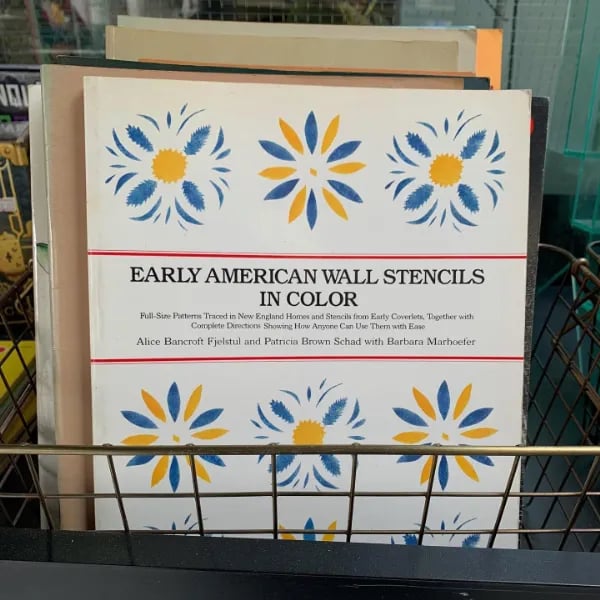 EARLY AMERICAN WALL STENCILS
IN COLOR
Full-Size Patterns Traced in New England Homes and Stencils from Early Coverlets, Together with
Complete Directions Showing How Anyone Can Use Them with Ease
Alice Bancroft Fjelstul and Patricia Brown Schad with Barbara Marhoefer